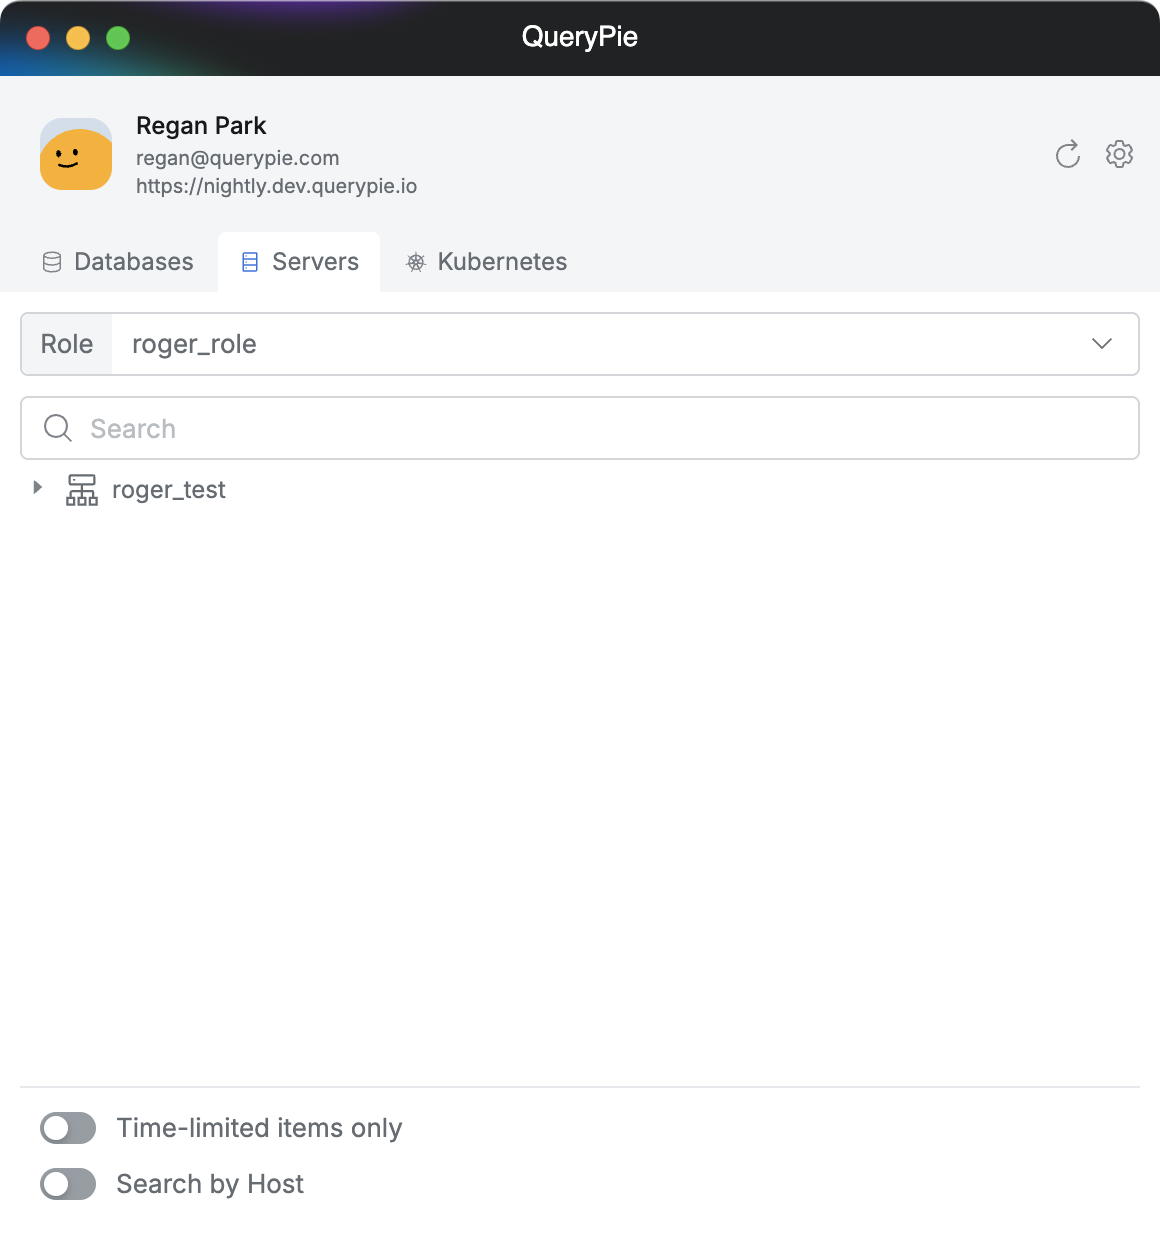 QueryPie
Regan Park
regan@querypie.com
https://nightly.dev.querypie.io
Databases
Servers
Kubernetes
Role
roger_role
Search
roger_test
Time-limited items only
Search by Host